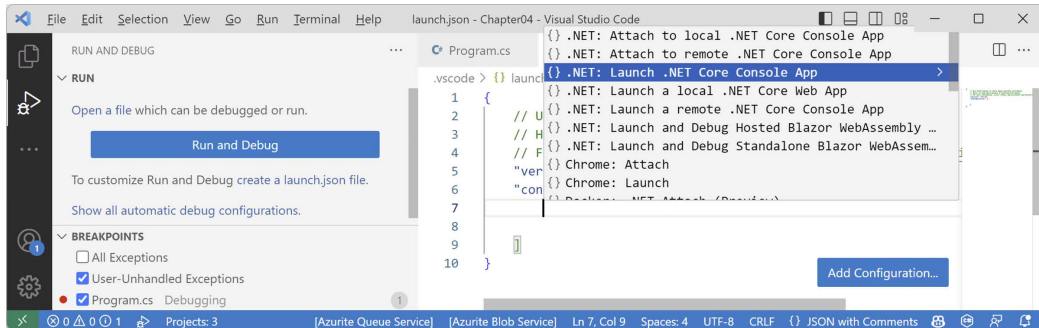 File Edit Selection View Go Run Terminal Help launch.json - Chapter04 - Visual Studio Code
RUN AND DEBUG
RUN
Open a file which can be debugged or run.
Run and Debug
To customize Run and Debug create a launch.json file.
Show all automatic debug configurations.
BREAKPOINTS
All Exceptions
User-Unhandled Exceptions
Program.cs Debugging 1
C# Program.cs
.vscode > {} launch
1 {
2 // U
3 // H
4 // F
5 "ver
6 "con
7
8
9 ]
10 }
{} .NET: Attach to local .NET Core Console App
{} .NET: Attach to remote .NET Core Console App
{} .NET: Launch .NET Core Console App >
{} .NET: Launch a local .NET Core Web App
{} .NET: Launch a remote .NET Core Console App
{} .NET: Launch and Debug Hosted Blazor WebAssembly …
{} .NET: Launch and Debug Standalone Blazor WebAssem…
{} Chrome: Attach
{} Chrome: Launch
{} Docker: .NET Attach (Preview)
Add Configuration...
1
0 0 1 Projects: 3 [Azurite Queue Service] [Azurite Blob Service] Ln 7, Col 9 Spaces: 4 UTF-8 CRLF {} JSON with Comments